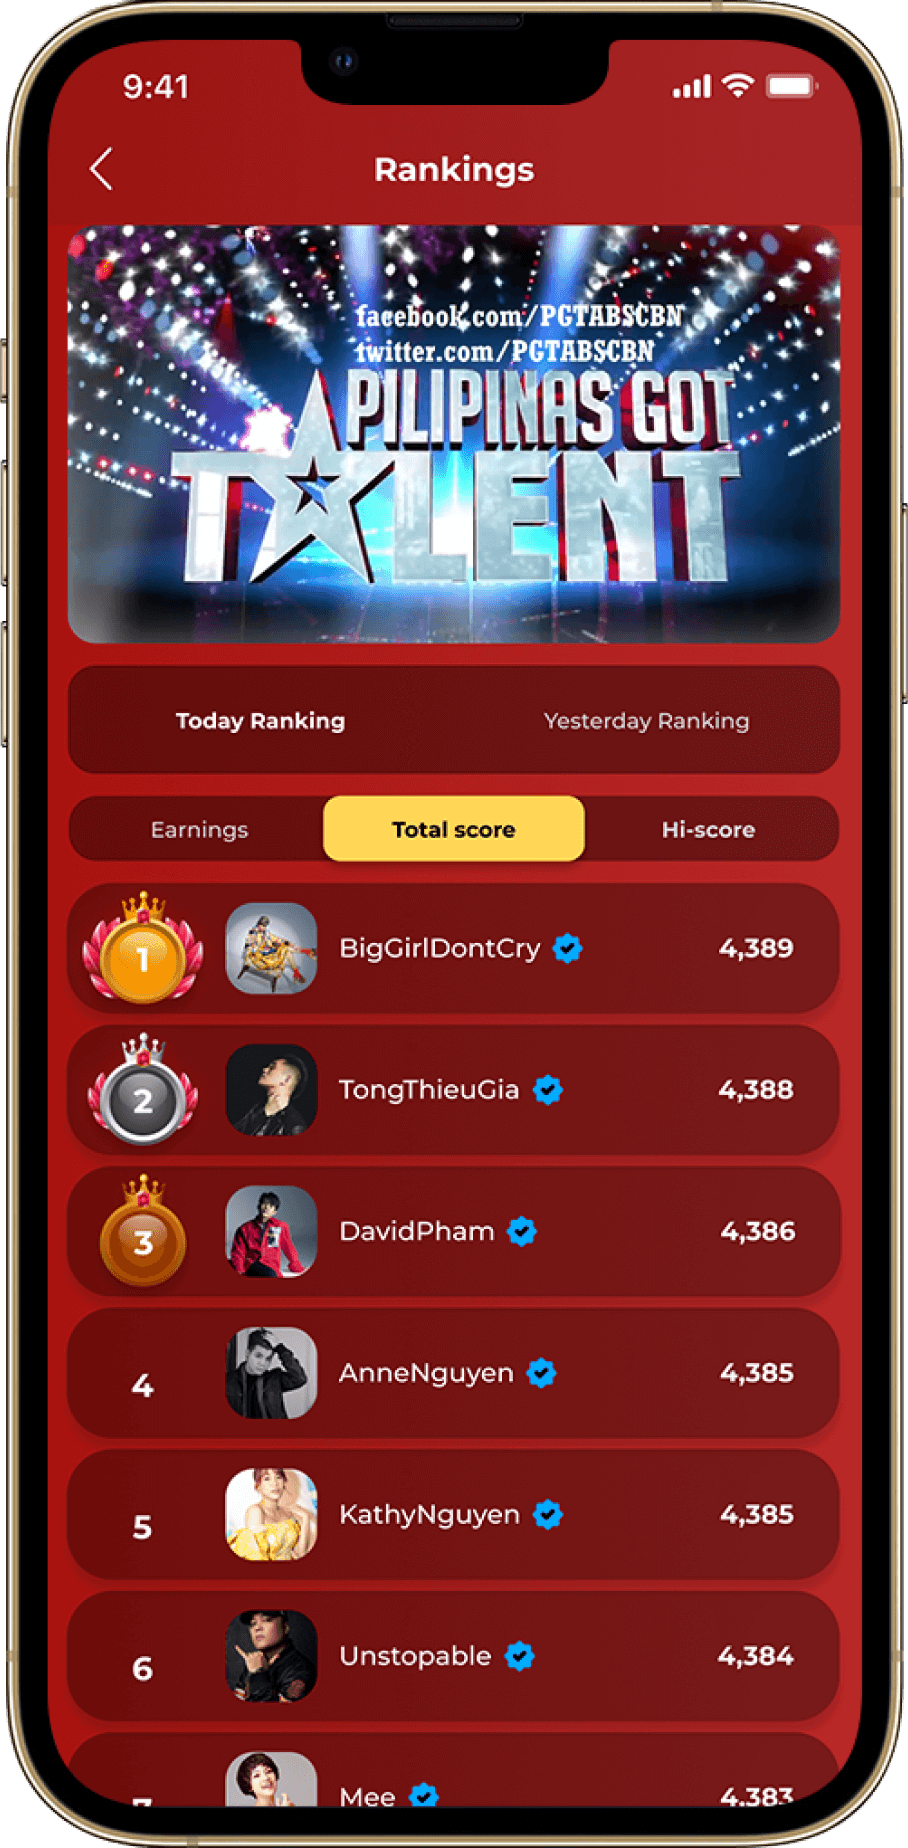 9:41
Rankings
facebook.com/PGTABSCBN
twitter.com/PGTABSCBN
PILIPINAS GOT
TALENT
Today Ranking Yesterday Ranking
Earnings Total score Hi-score
1 BigGirlDontCry 4,389
2 TongThieuGia 4,388
3 DavidPham 4,386
4 AnneNguyen 4,385
5 KathyNguyen 4,385
6 Unstopable 4,384
7 Mee 4,383